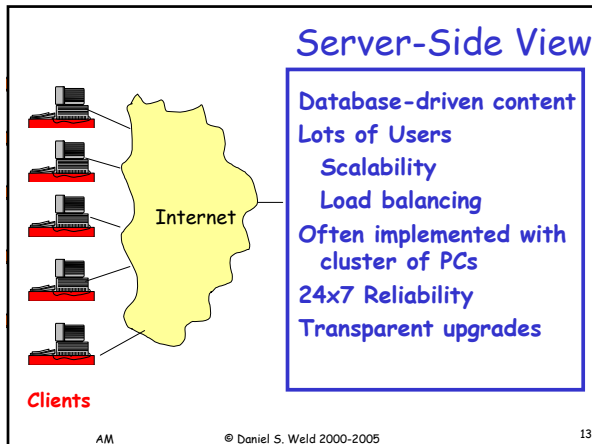 Server-Side View
Database-driven content
Lots of Users
Scalability
Load balancing
Often implemented with
cluster of PCs
24x7 Reliability
Transparent upgrades
Internet
Clients
AM
© Daniel S. Weld 2000-2005
13